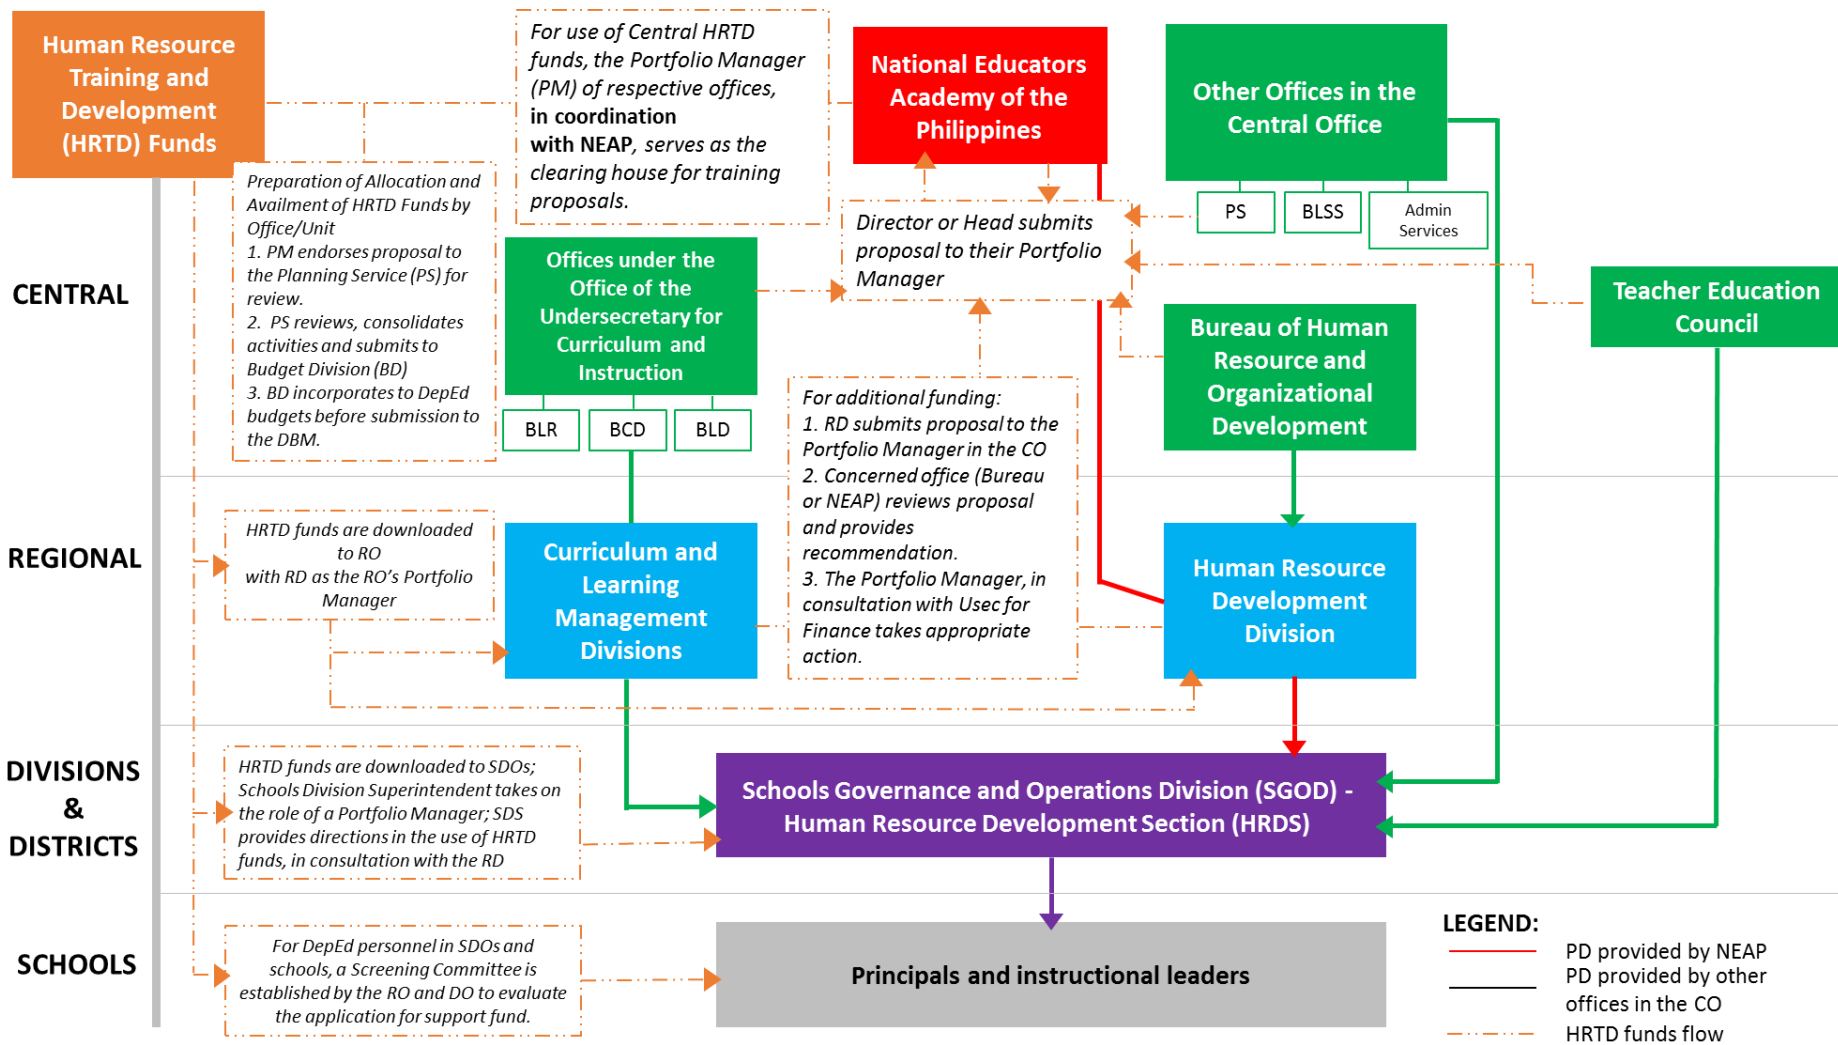 Human Resource
Training and
Development
(HRTD) Funds
For use of Central HRTD
funds, the Portfolio Manager
(PM) of respective offices,
in coordination
with NEAP, serves as the
clearing house for training
proposals.
National Educators
Academy of the
Philippines
Other Offices in the
Central Office
PS
BLSS
Admin
Services
Preparation of Allocation and
Availment of HRTD Funds by
Office/Unit
1. PM endorses proposal to
the Planning Service (PS) for
review.
2. PS reviews, consolidates
activities and submits to
Budget Division (BD)
3. BD incorporates to DepEd
budgets before submission to
the DBM.
Director or Head submits
proposal to their Portfolio
Manager
CENTRAL
Offices under the
Office of the
Undersecretary for
Curriculum and
Instruction
BLR
BCD
BLD
Bureau of Human
Resource and
Organizational
Development
Teacher Education
Council
For additional funding:
1. RD submits proposal to the
Portfolio Manager in the CO
2. Concerned office (Bureau
or NEAP) reviews proposal
and provides
recommendation.
3. The Portfolio Manager, in
consultation with Usec for
Finance takes appropriate
action.
REGIONAL
HRTD funds are downloaded
to RO
with RD as the RO's Portfolio
Manager
Curriculum and
Learning
Management
Divisions
Human Resource
Development
Division
DIVISIONS
&
DISTRICTS
HRTD funds are downloaded to SDOs;
Schools Division Superintendent takes on
the role of a Portfolio Manager; SDS
provides directions in the use of HRTD
funds, in consultation with the RD
Schools Governance and Operations Division (SGOD) -
Human Resource Development Section (HRDS)
SCHOOLS
For DepEd personnel in SDOs and
schools, a Screening Committee is
established by the RO and DO to evaluate
the application for support fund.
Principals and instructional leaders
LEGEND:
PD provided by NEAP
PD provided by other
offices in the CO
HRTD funds flow